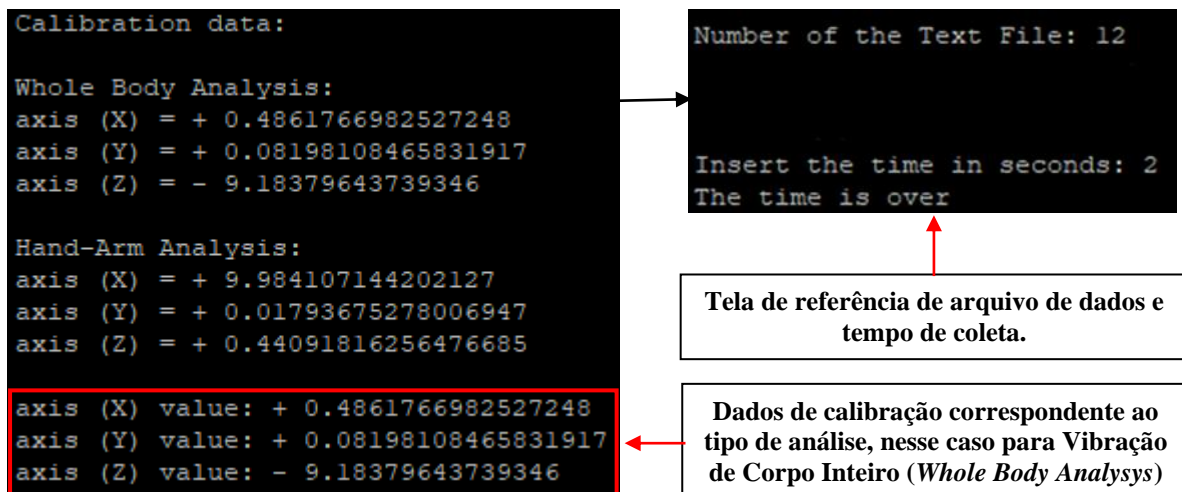 Calibration data:
Whole Body Analysis:
axis (X) = + 0.4861766982527248
axis (Y) = + 0.08198108465831917
axis (Z) = - 9.18379643739346
Hand-Arm Analysis:
axis (X) = + 9.984107144202127
axis (Y) = + 0.01793675278006947
axis (Z) = + 0.44091816256476685
axis (X) value: + 0.4861766982527248
axis (Y) value: + 0.08198108465831917
axis (Z) value: - 9.18379643739346
Number of the Text File: 12
Insert the time in seconds: 2
The time is over
Tela de referência de arquivo de dados e
tempo de coleta.
Dados de calibração correspondente ao
tipo de análise, nesse caso para Vibração
de Corpo Inteiro (Whole Body Analysys)